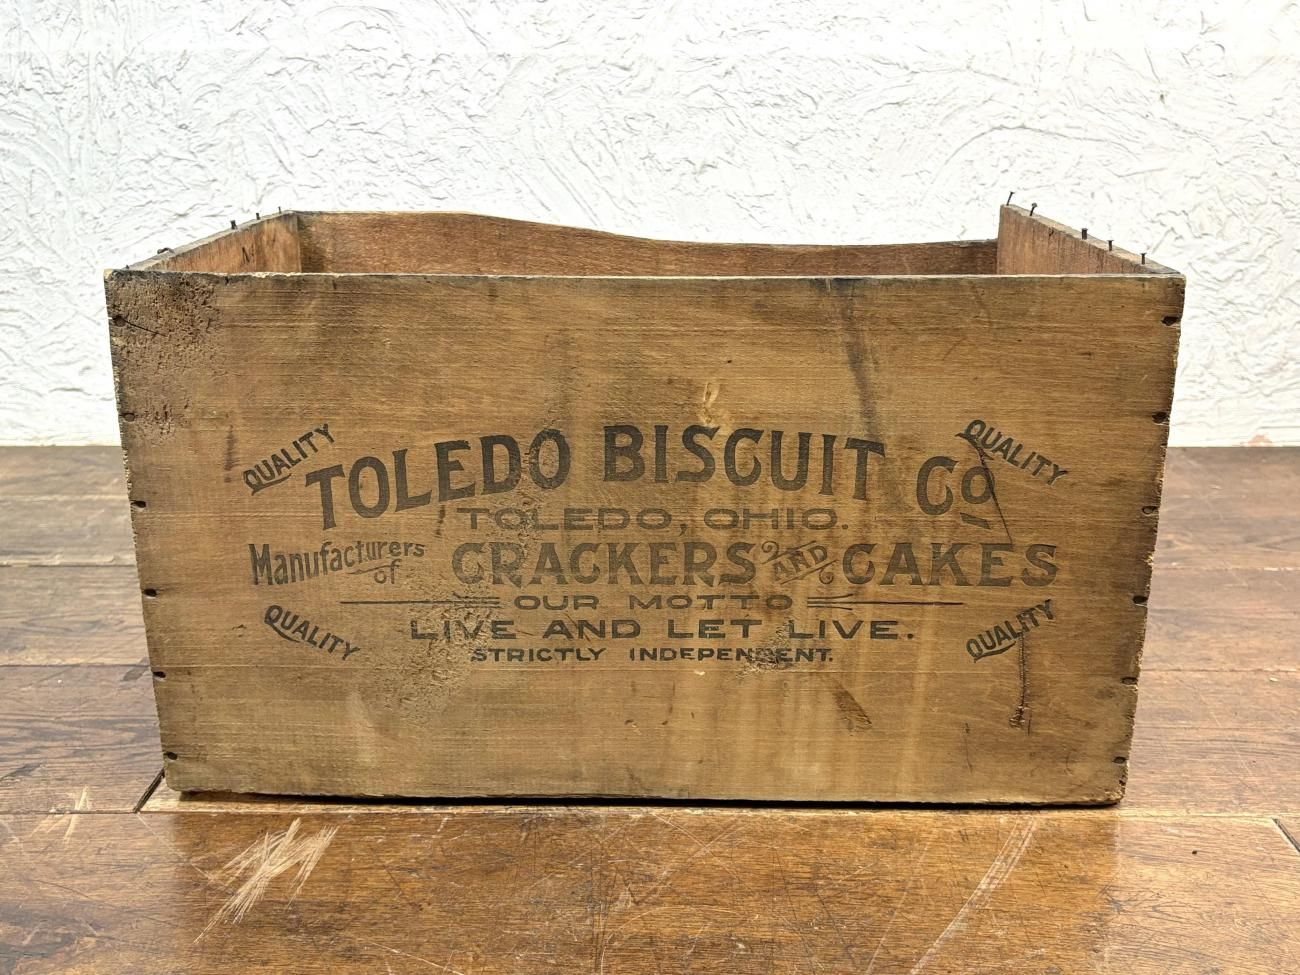 QUALITY QUALITY
TOLEDO BISCUIT Co.
TOLEDO, OHIO.
Manufacturers of CRACKERS AND CAKES
OUR MOTTO
LIVE AND LET LIVE.
STRICTLY INDEPENDENT.
QUALITY QUALITY